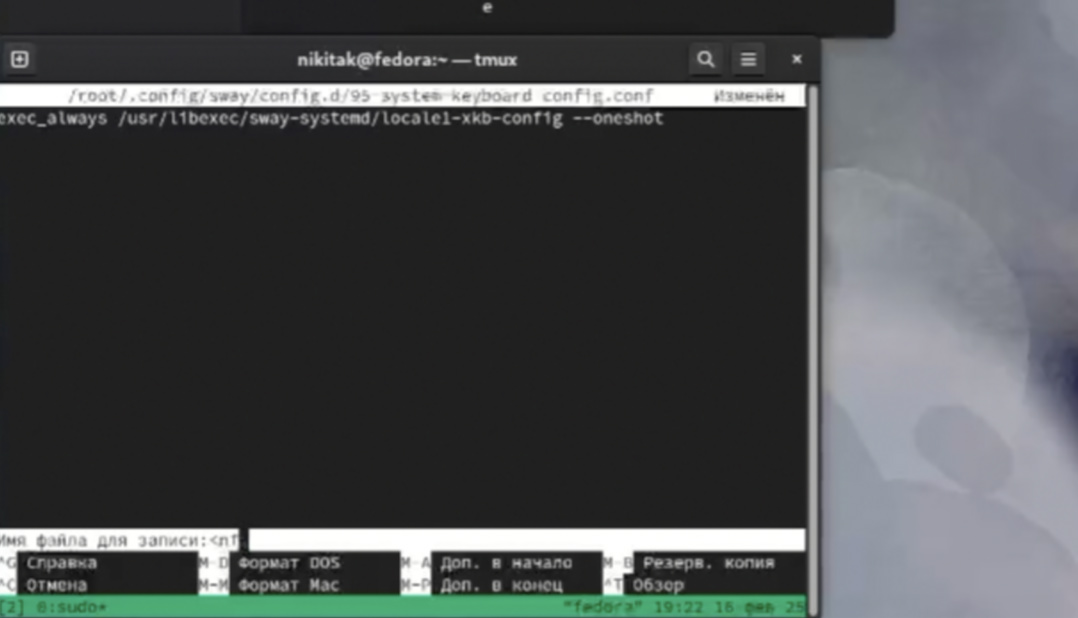 e
nikitak@fedora:~ — tmux
/root/.config/sway/config.d/95-system-keyboard-config.conf Изменён
exec_always /usr/libexec/sway-systemd/locale1-xkb-config --oneshot
Имя файла для записи:<nf
^G Справка M-D Формат DOS M-A Доп. в начало M-B Резерв. копия
^C Отмена M-M Формат Mac M-P Доп. в конец ^T Обзор
[2] 0:sudo* "fedora" 19:22 16-фев-25